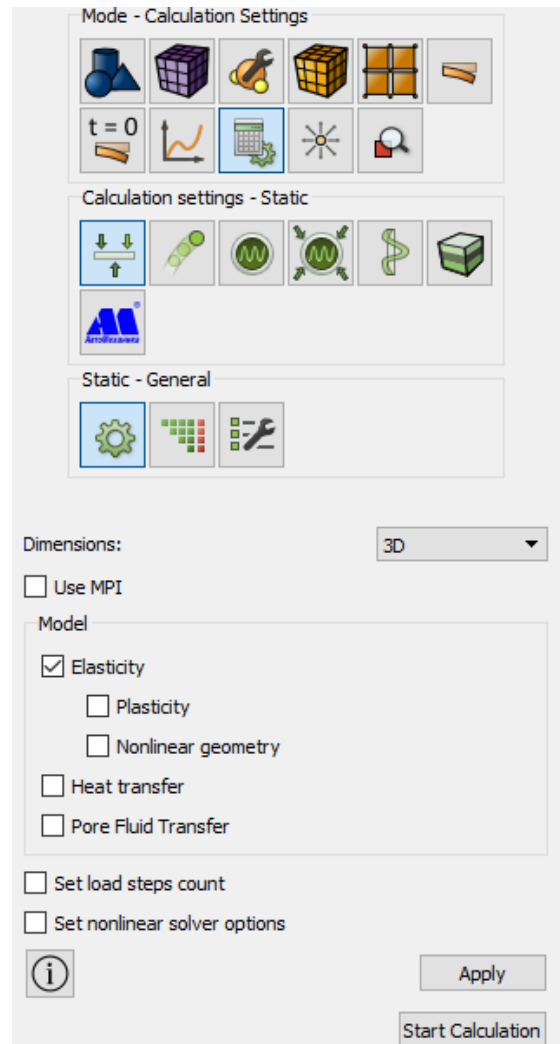 Mode - Calculation Settings
t = 0
Calculation settings - Static
АвтоМеханика
Static - General
Dimensions:
3D
Use MPI
Model
Elasticity
Plasticity
Nonlinear geometry
Heat transfer
Pore Fluid Transfer
Set load steps count
Set nonlinear solver options
Apply
Start Calculation